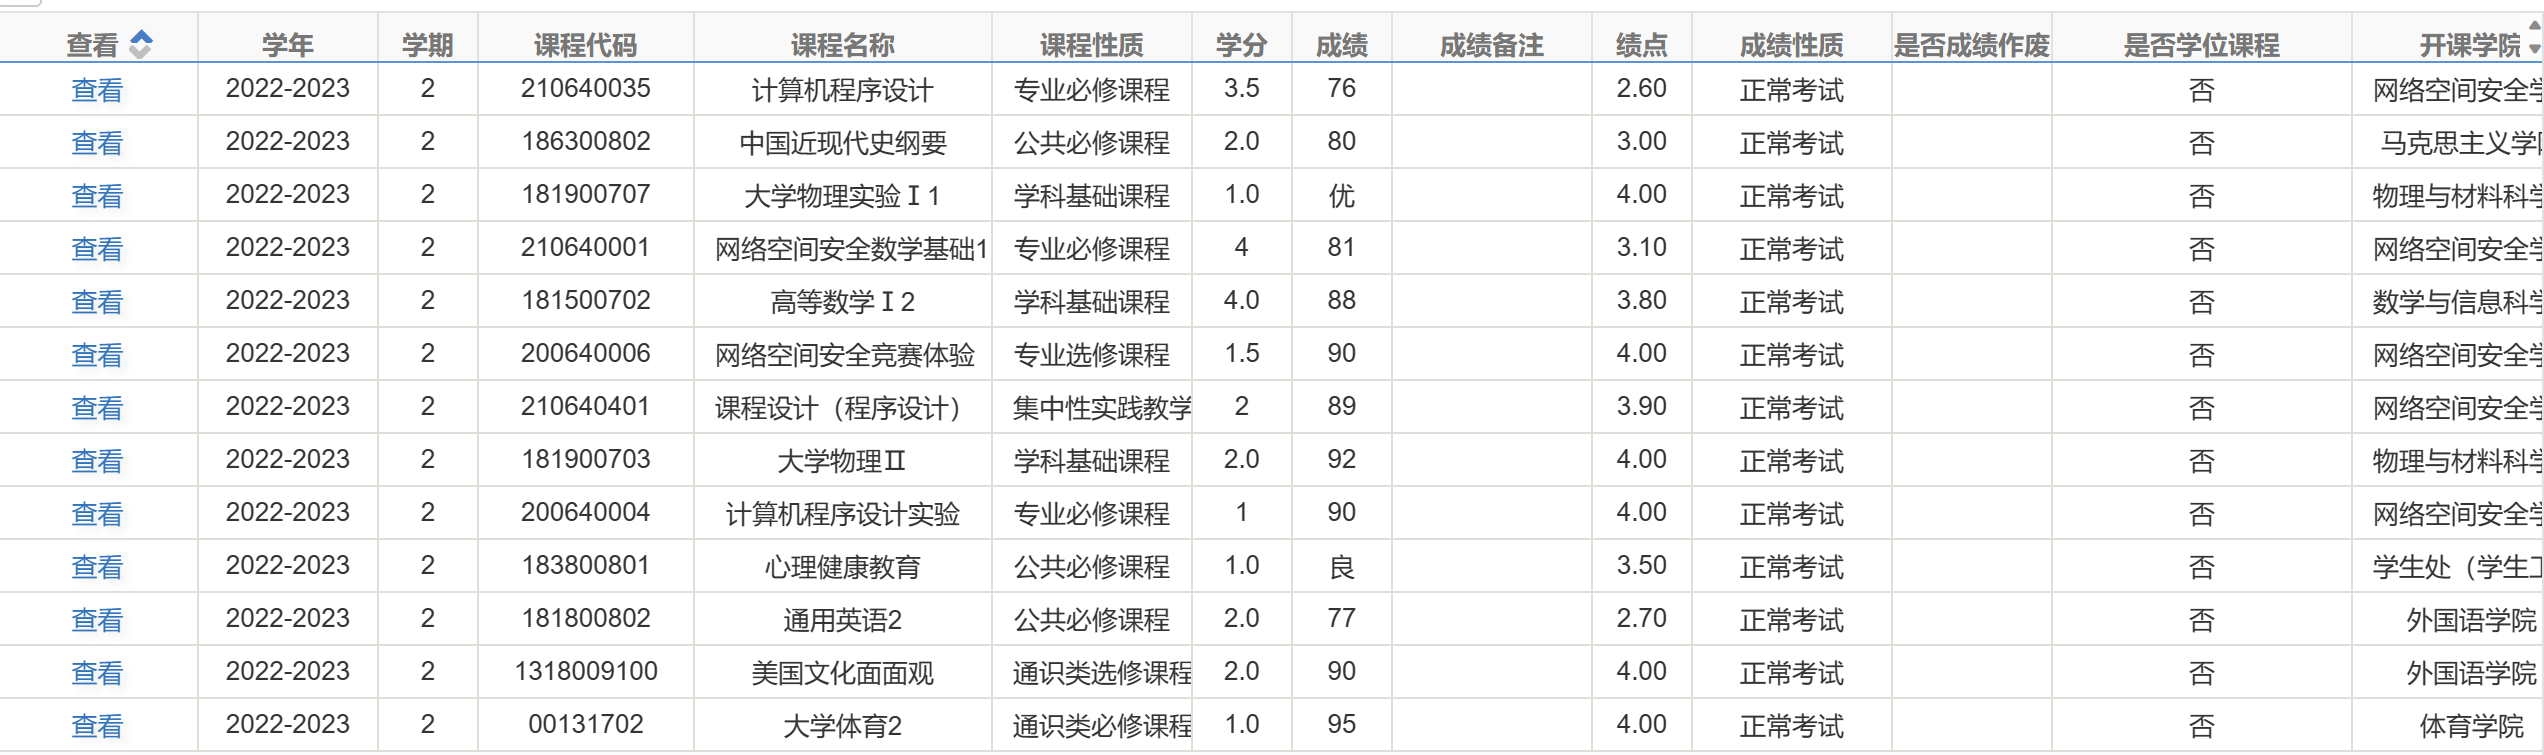 查看 学年 学期 课程代码 课程名称 课程性质 学分 成绩 成绩备注 绩点 成绩性质 是否成绩作废 是否学位课程 开课学院
查看 2022-2023 2 210640035 计算机程序设计 专业必修课程 3.5 76 2.60 正常考试 否 网络空间安全学
查看 2022-2023 2 186300802 中国近现代史纲要 公共必修课程 2.0 80 3.00 正常考试 否 马克思主义学
查看 2022-2023 2 181900707 大学物理实验Ⅰ1 学科基础课程 1.0 优 4.00 正常考试 否 物理与材料科学
查看 2022-2023 2 210640001 网络空间安全数学基础1 专业必修课程 4 81 3.10 正常考试 否 网络空间安全学
查看 2022-2023 2 181500702 高等数学Ⅰ2 学科基础课程 4.0 88 3.80 正常考试 否 数学与信息科学
查看 2022-2023 2 200640006 网络空间安全竞赛体验 专业选修课程 1.5 90 4.00 正常考试 否 网络空间安全学
查看 2022-2023 2 210640401 课程设计（程序设计） 集中性实践教学 2 89 3.90 正常考试 否 网络空间安全学
查看 2022-2023 2 181900703 大学物理Ⅱ 学科基础课程 2.0 92 4.00 正常考试 否 物理与材料科学
查看 2022-2023 2 200640004 计算机程序设计实验 专业必修课程 1 90 4.00 正常考试 否 网络空间安全学
查看 2022-2023 2 183800801 心理健康教育 公共必修课程 1.0 良 3.50 正常考试 否 学生处（学生工
查看 2022-2023 2 181800802 通用英语2 公共必修课程 2.0 77 2.70 正常考试 否 外国语学院
查看 2022-2023 2 1318009100 美国文化面面观 通识类选修课程 2.0 90 4.00 正常考试 否 外国语学院
查看 2022-2023 2 00131702 大学体育2 通识类必修课程 1.0 95 4.00 正常考试 否 体育学院